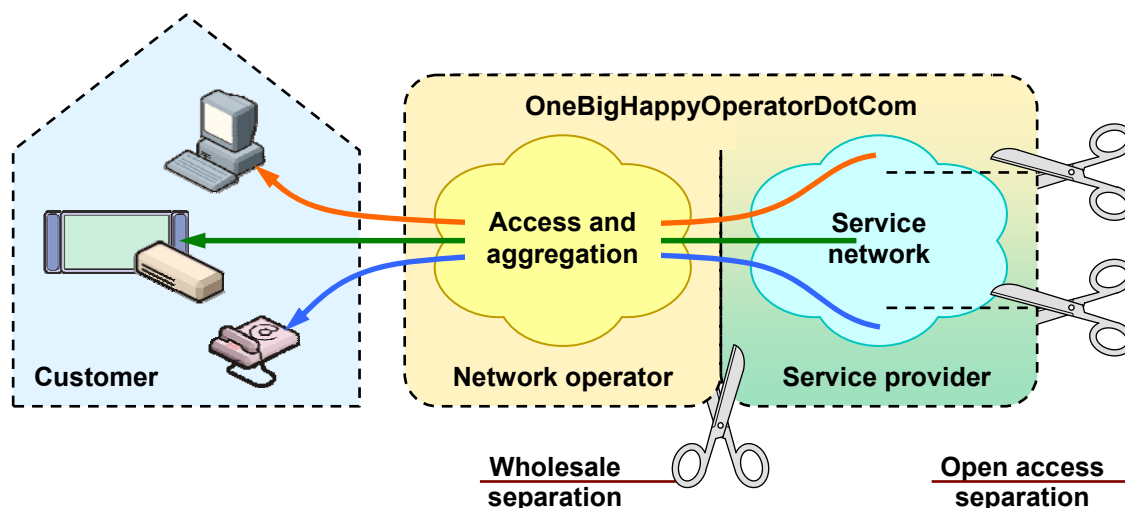 OneBigHappyOperatorDotCom
Access and
aggregation
Service
network
Customer
Network operator
Service provider
Wholesale
separation
Open access
separation